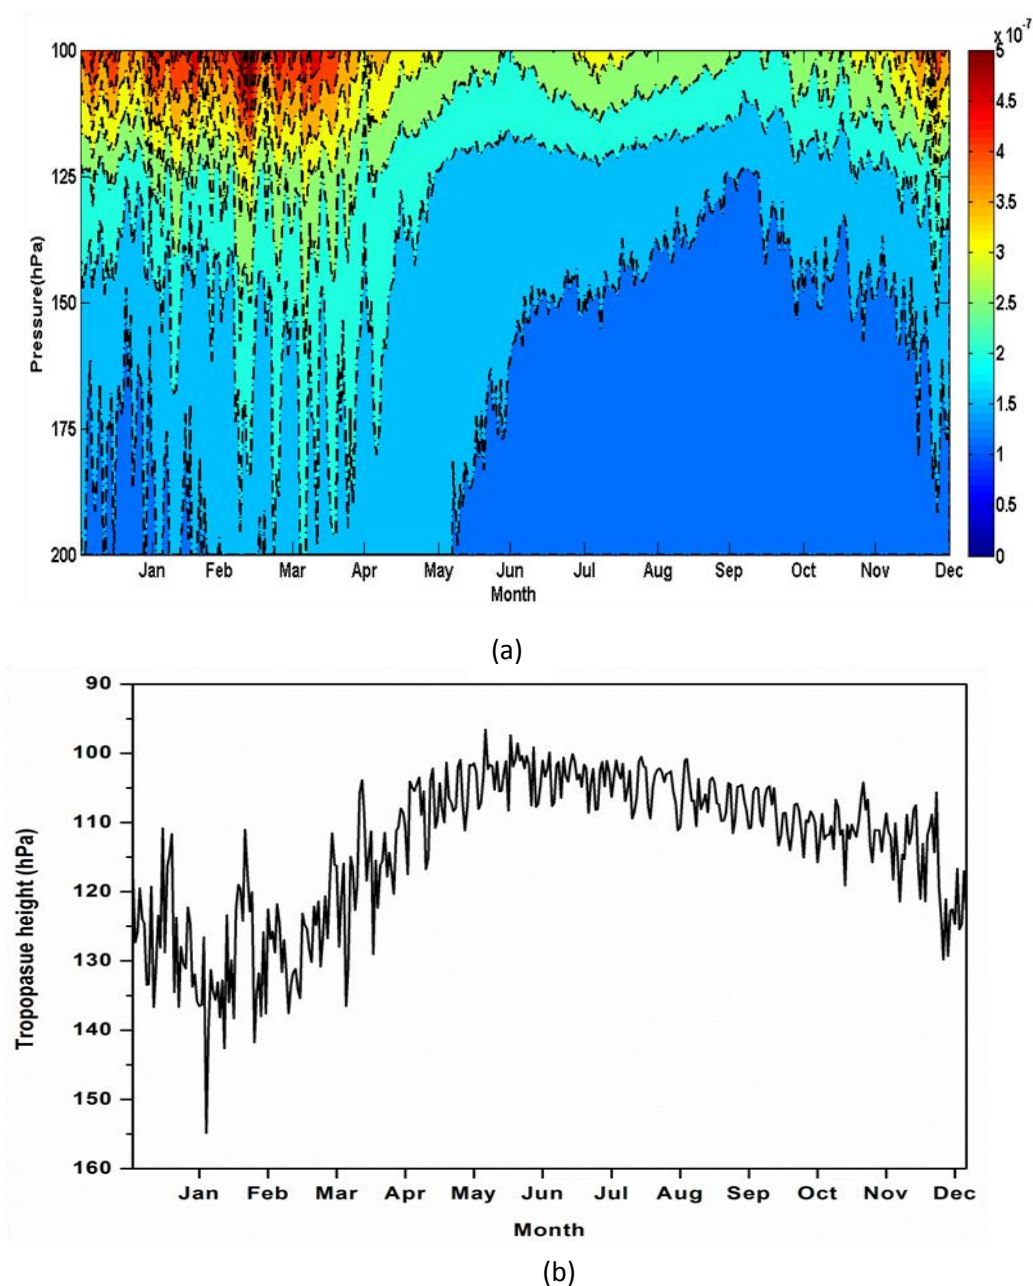 x 10-7
100
125
150
175
200
Pressure(hPa)
5
4.5
4
3.5
3
2.5
2
1.5
1
0.5
0
Jan Feb Mar Apr May Jun Jul Aug Sep Oct Nov Dec
Month
(a)
90
100
110
120
130
140
150
160
Tropopasue height (hPa)
Jan Feb Mar Apr May Jun Jul Aug Sep Oct Nov Dec
Month
(b)